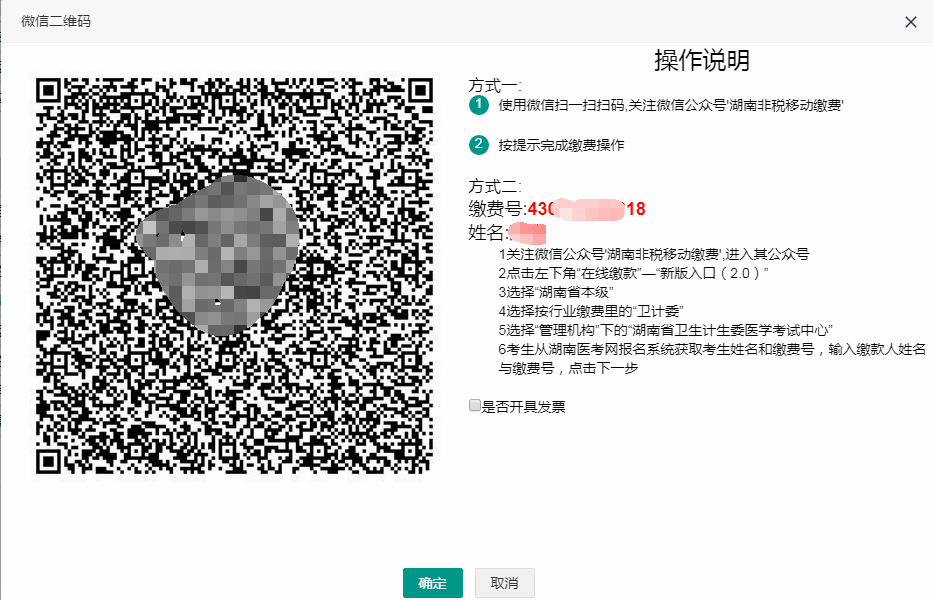 微信二维码
操作说明
方式一:
1 使用微信扫一扫扫码,关注微信公众号'湖南非税移动缴费'
2 按提示完成缴费操作
方式二:
缴费号:430 18
姓名:
1关注微信公众号'湖南非税移动缴费',进入其公众号
2点击左下角“在线缴款”—“新版入口（2.0）”
3选择“湖南省本级”
4选择按行业缴费里的“卫计委”
5选择“管理机构”下的“湖南省卫生计生委医学考试中心”
6考生从湖南医考网报名系统获取考生姓名和缴费号，输入缴款人姓名
与缴费号，点击下一步
是否开具发票
确定 取消